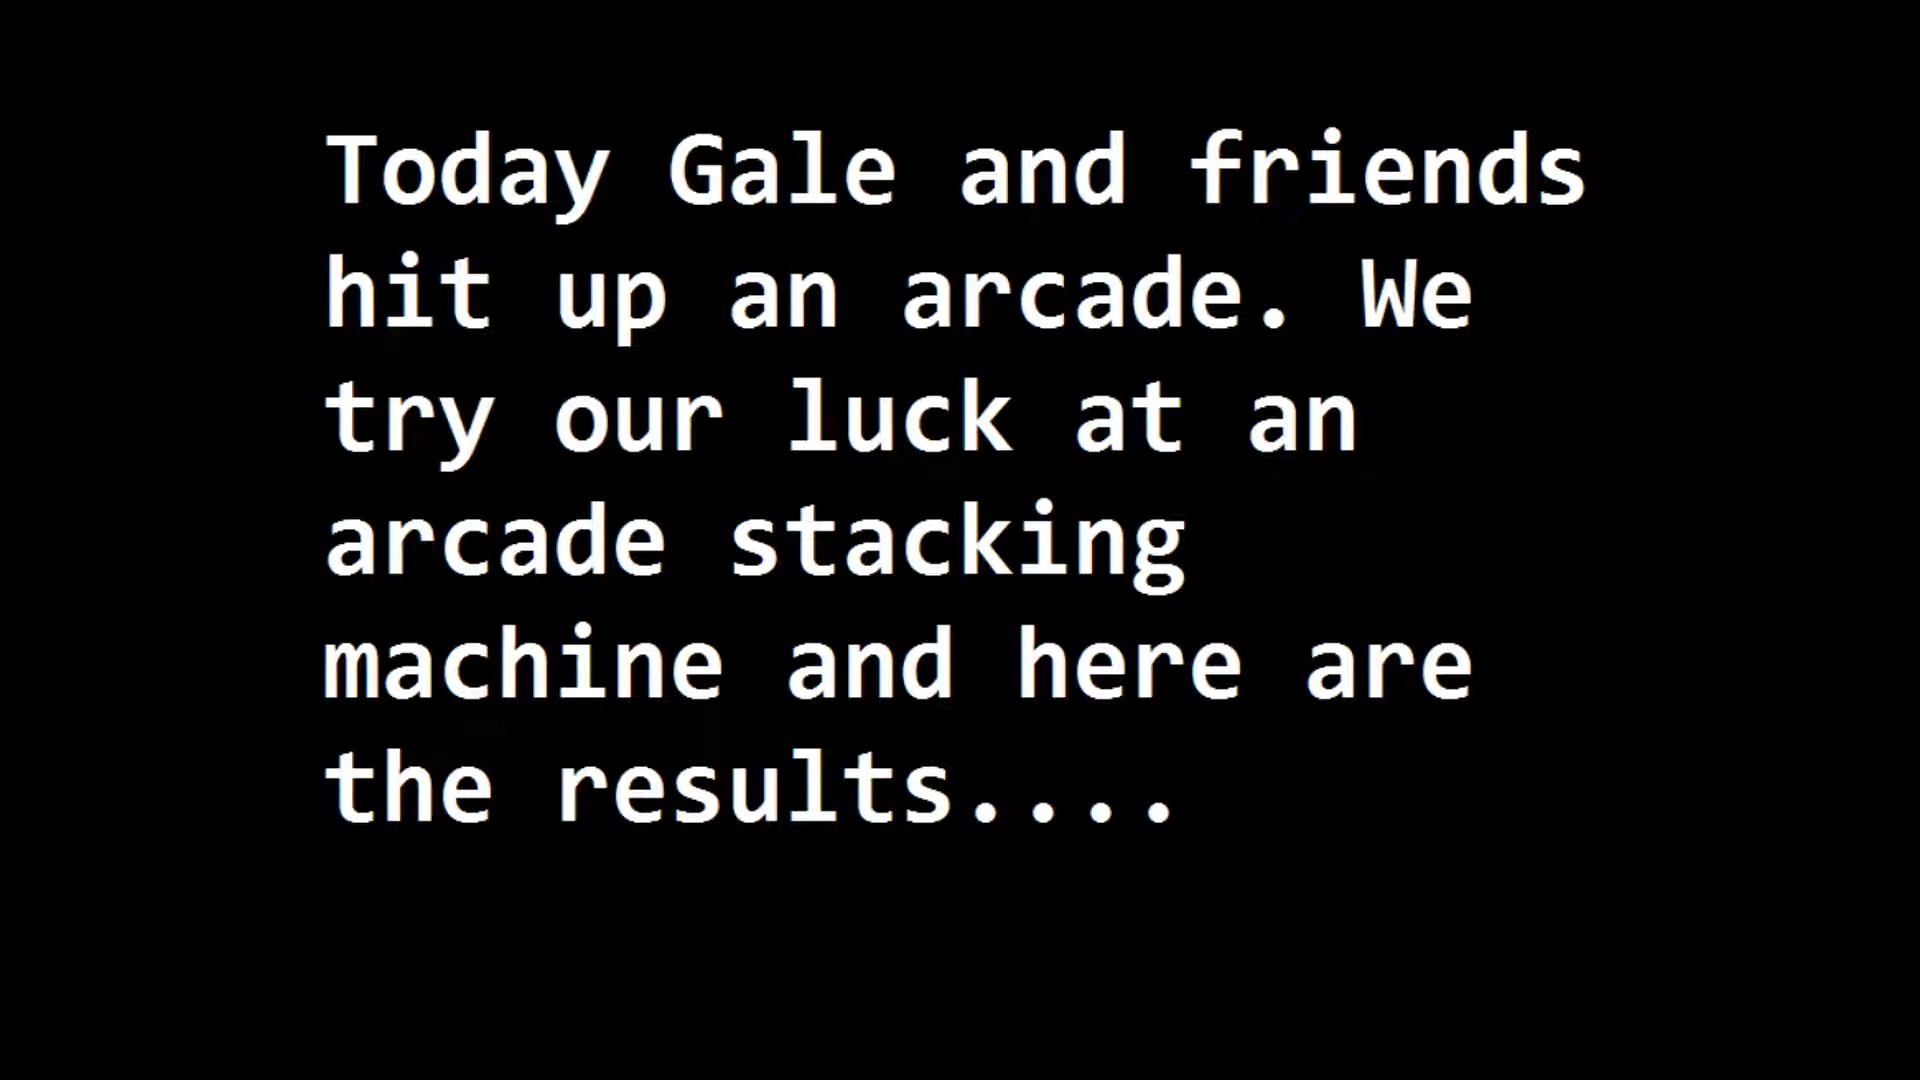 Today Gale and friends
hit up an arcade. We
try our luck at an
arcade stacking
machine and here are
the results....